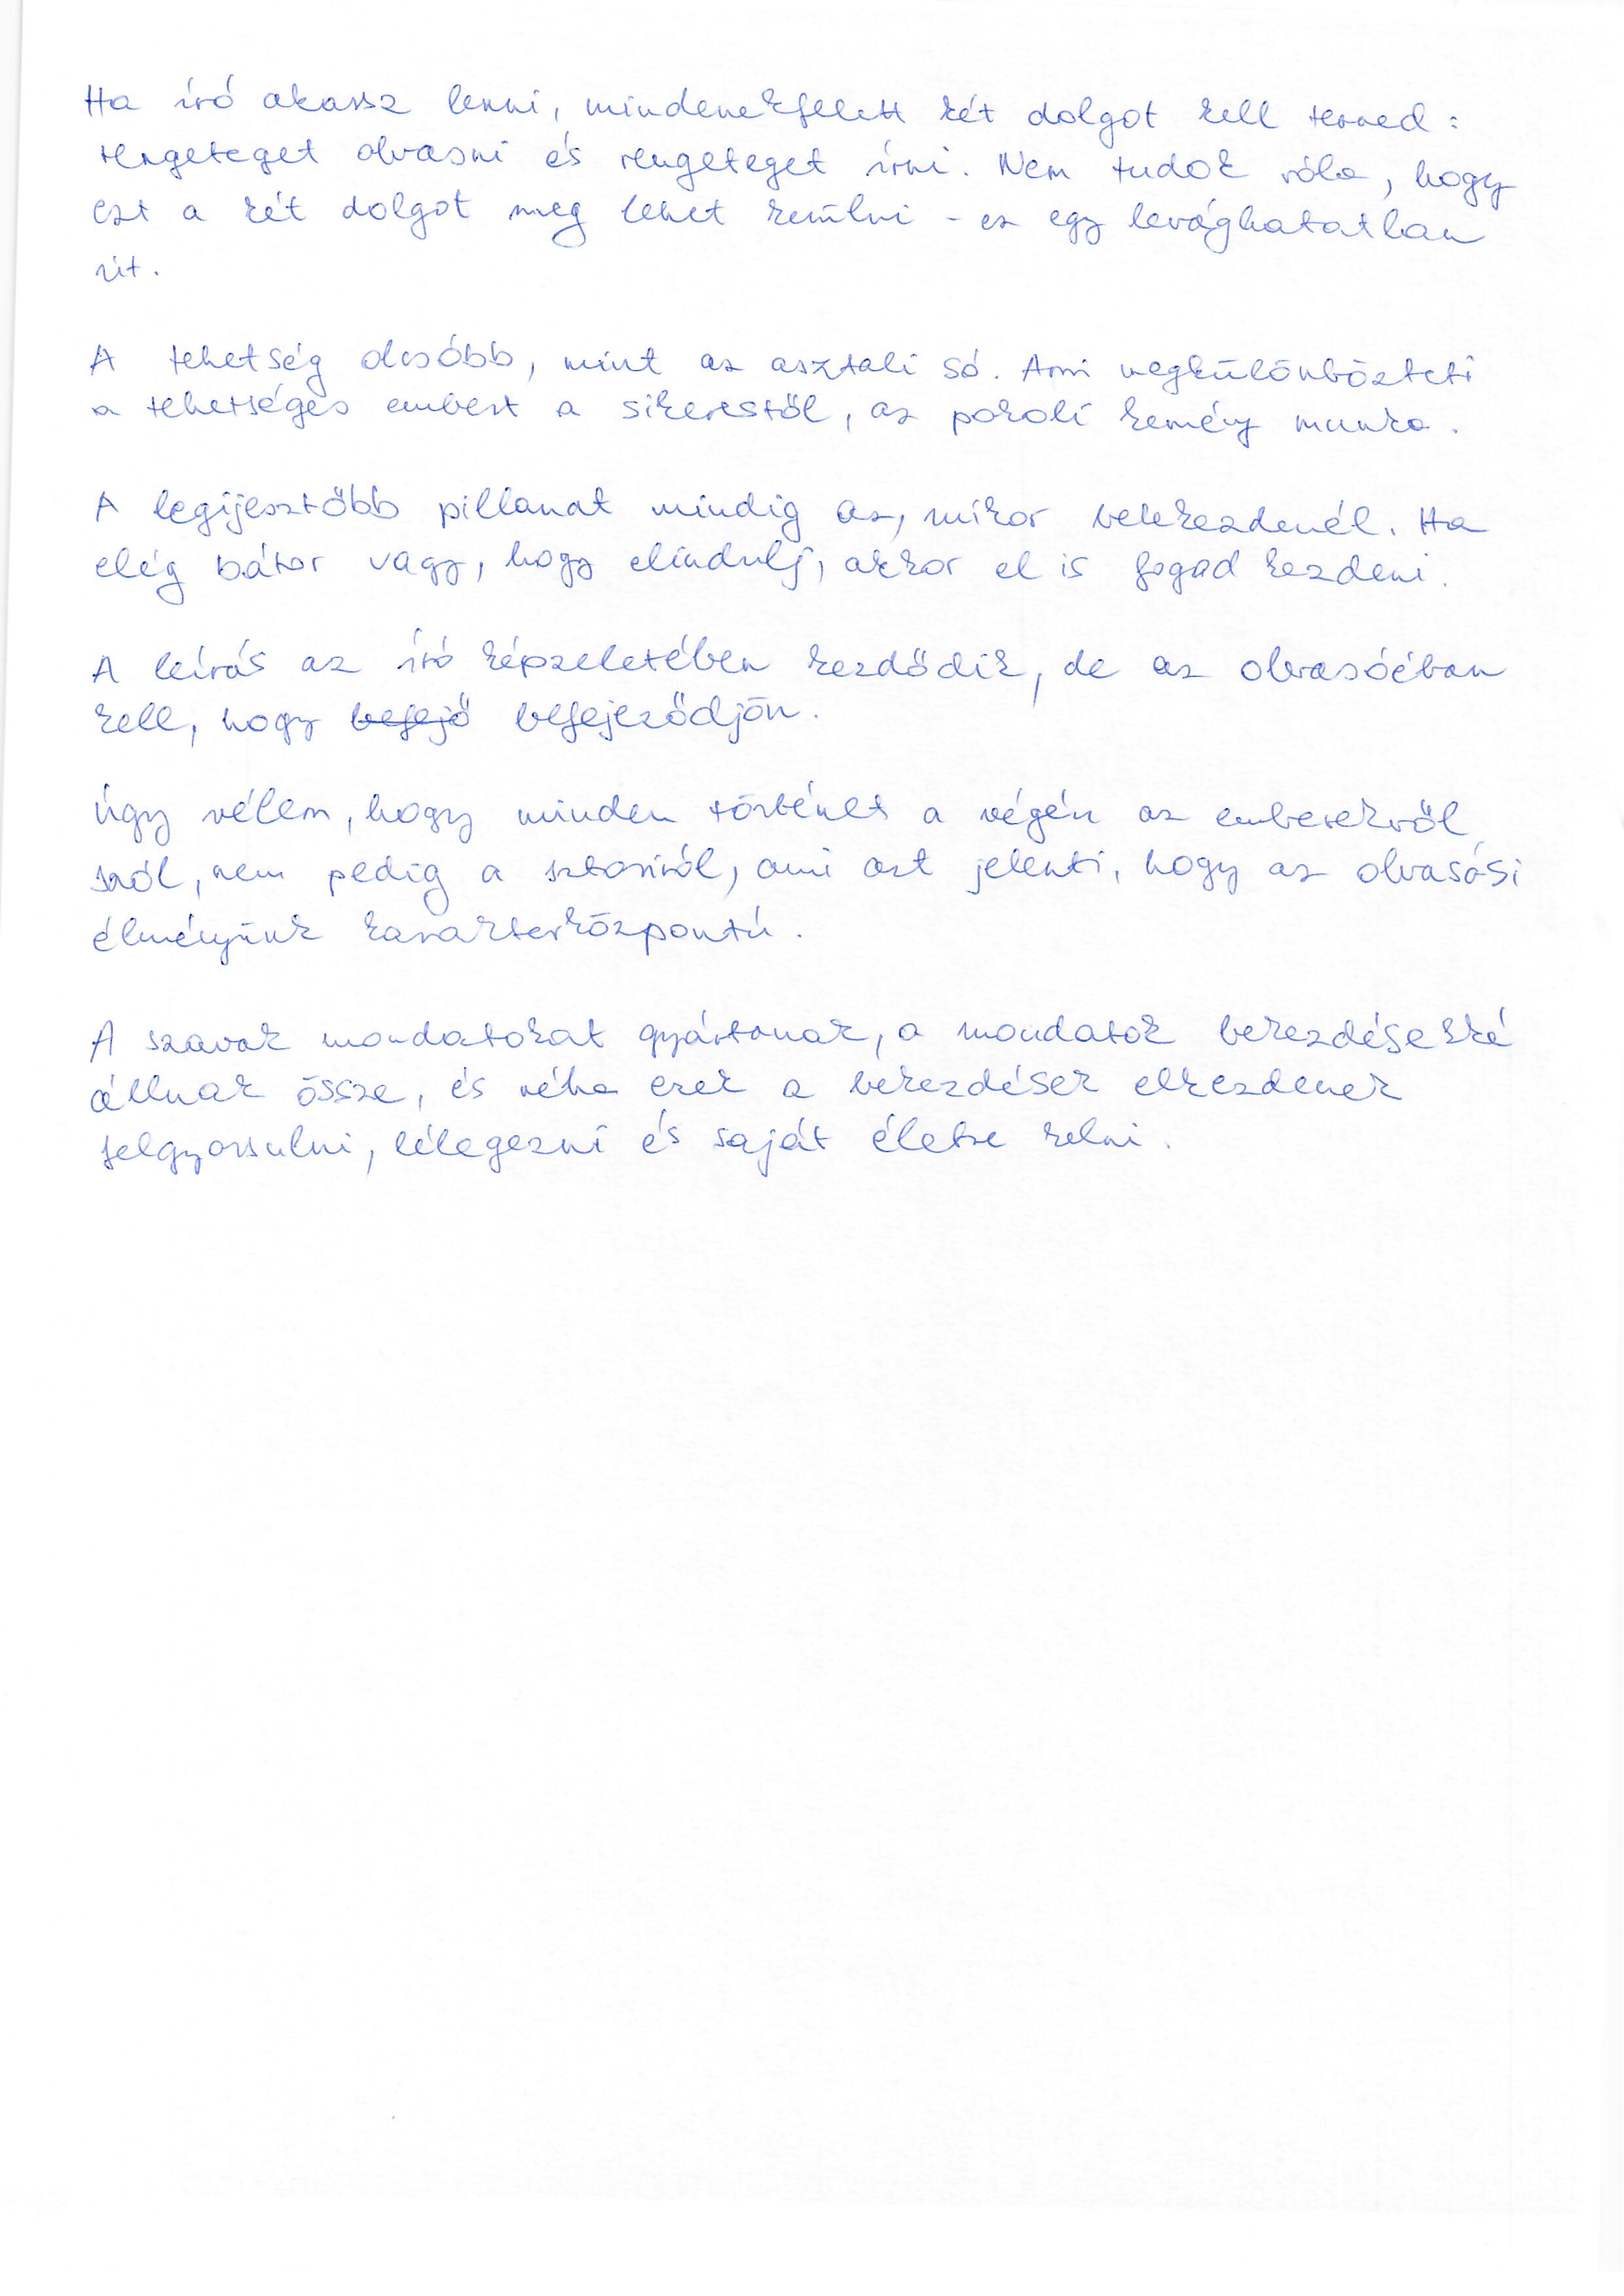 Ha író akarsz lenni, mindenekfelett két dolgot kell tenned:
rengeteget olvasni és rengeteget írni. Nem tudok róla, hogy
ezt a két dolgot meg lehet kerülni - ez egy levághatatlan
út.
A tehetség olcsóbb, mint az asztali só. Ami megkülönbözteti
a tehetséges embert a sikerestől, az pokoli kemény munka.
A legijesztőbb pillanat mindig az, mikor belekezdenél. Ha
elég bátor vagy, hogy elindulj, akkor el is fogod kezdeni.
A leírás az író képzeletében kezdődik, de az olvasóéban
kell, hogy befejő befejeződjön.
Úgy vélem, hogy minden történet a végén az emberekről
szól, nem pedig a sztoriról, ami azt jelenti, hogy az olvasási
élményünk karakterközpontú.
A szavak mondatokat gyártanak, a mondatok bekezdésekké
állnak össze, és néha ezek a bekezdések elkezdenek
felgyorsulni, lélegezni és saját életre kelni.